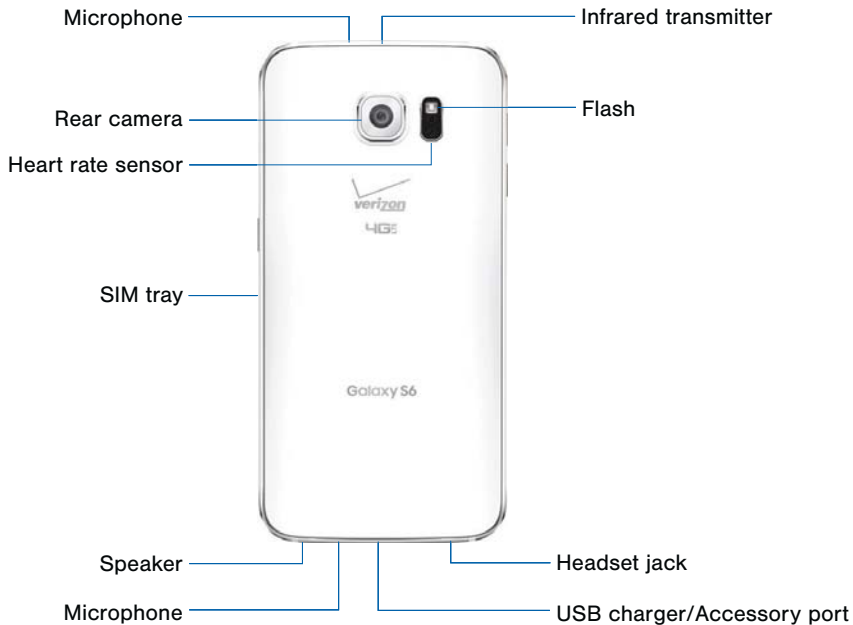 Microphone
Infrared transmitter
Rear camera
Flash
Heart rate sensor
verizon
4G LTE
SIM tray
Galaxy S6
Speaker
Headset jack
Microphone
USB charger/Accessory port